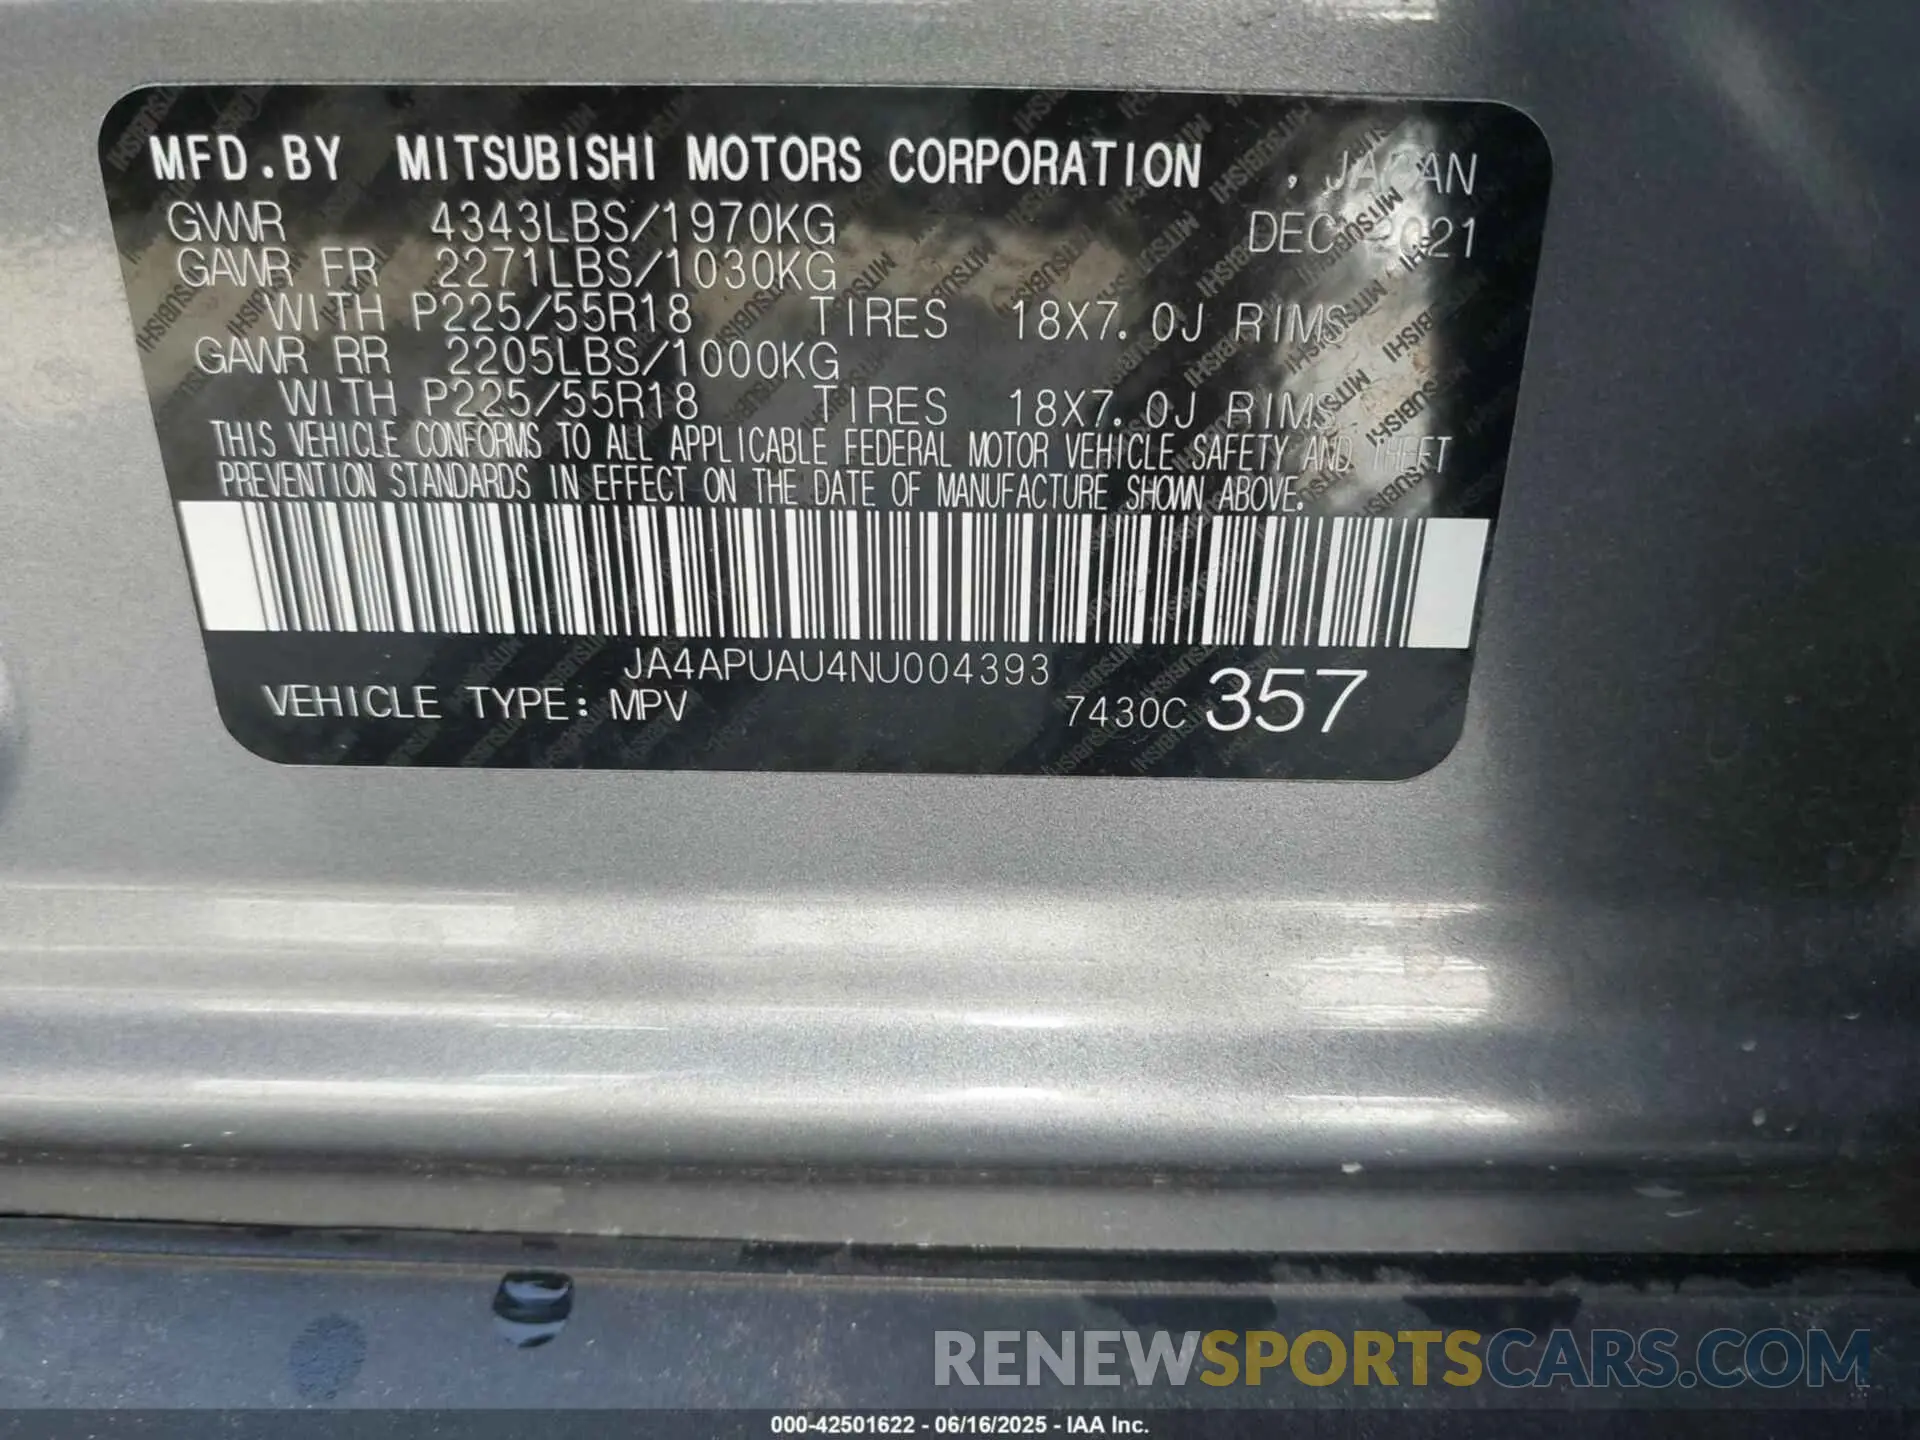 MFD.BY MITSUBISHI MOTORS CORPORATION , JAPAN
GVWR 4343LBS/1970KG DEC 2021
GAWR FR 2271LBS/1030KG
WITH P225/55R18 TIRES 18X7.0J RIMS
GAWR RR 2205LBS/1000KG
WITH P225/55R18 TIRES 18X7.0J RIMS
THIS VEHICLE CONFORMS TO ALL APPLICABLE FEDERAL MOTOR VEHICLE SAFETY AND THEFT
PREVENTION STANDARDS IN EFFECT ON THE DATE OF MANUFACTURE SHOWN ABOVE.
JA4APUAU4NU004393
VEHICLE TYPE: MPV 7430C 357
RENEWSPORTSCARS.COM
000-42501622 - 06/16/2025 - IAA Inc.